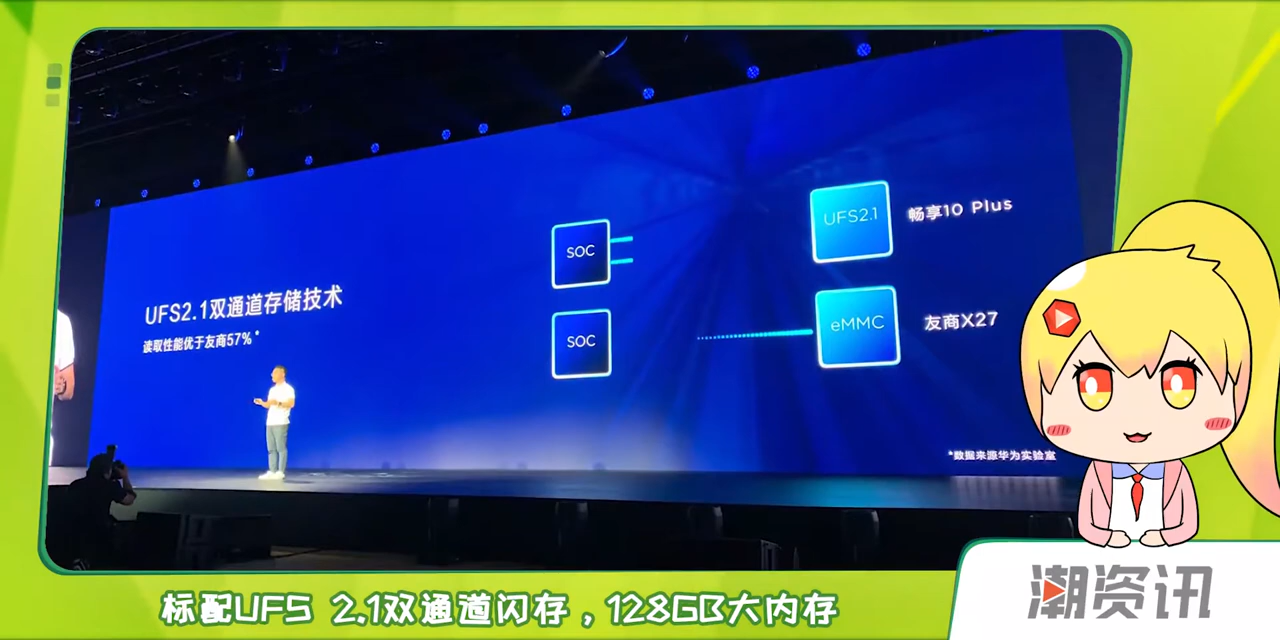 UFS2.1双通道存储技术
读取性能优于友商57%*
SOC
UFS2.1
畅享10 Plus
SOC
eMMC
友商X27
*数据来源华为实验室
标配UFS 2.1双通道闪存，128GB大内存
潮资讯